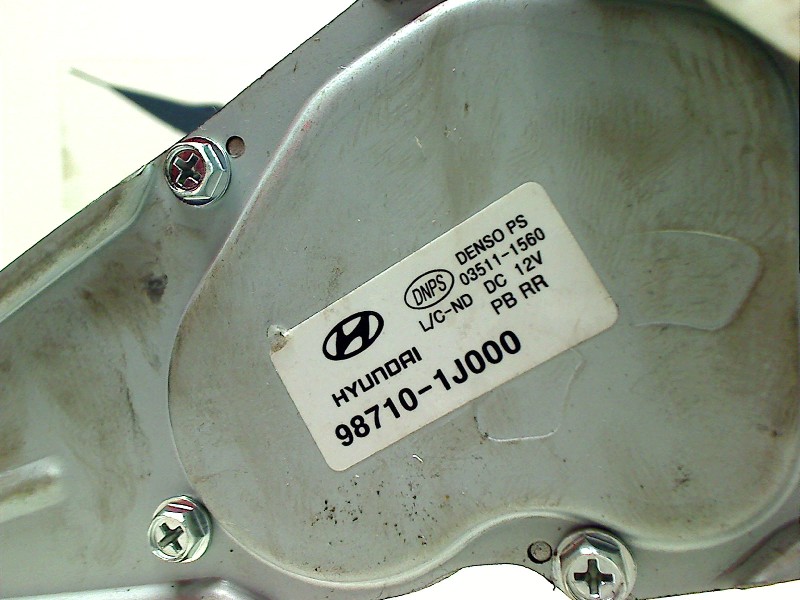 DENSO PS
DNPS 03511-1560
L/C-ND DC 12V
PB RR
HYUNDAI
98710-1J000